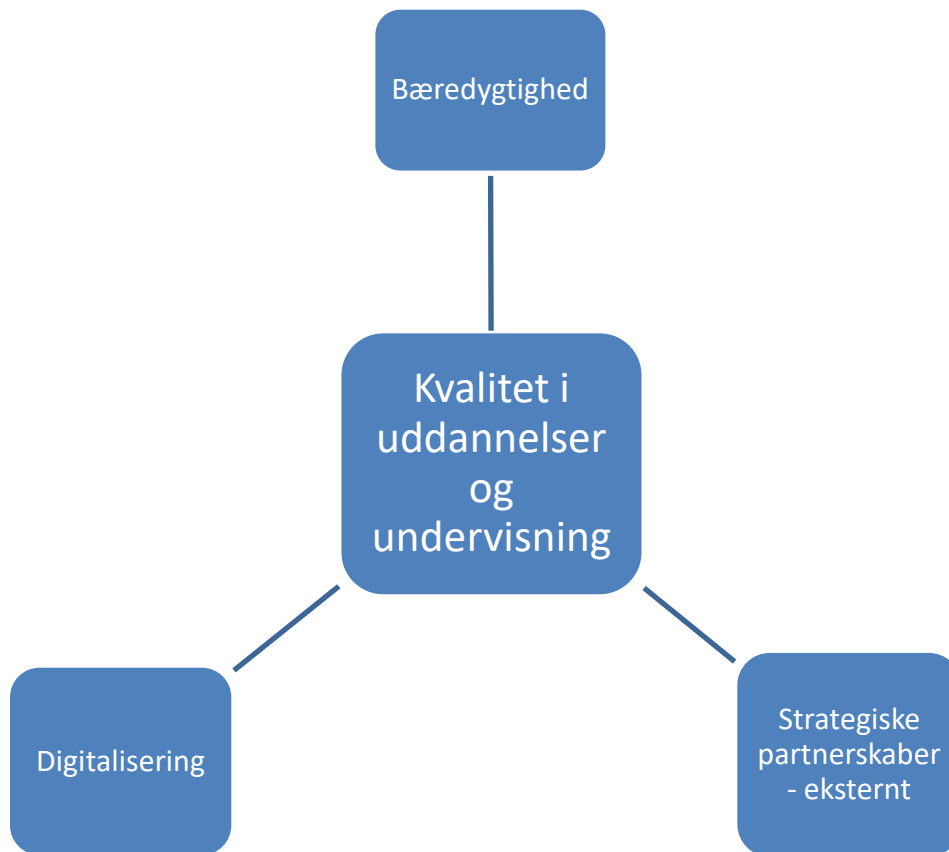 Bæredygtighed
Kvalitet i
uddannelser
og
undervisning
Digitalisering
Strategiske
partnerskaber
- eksternt